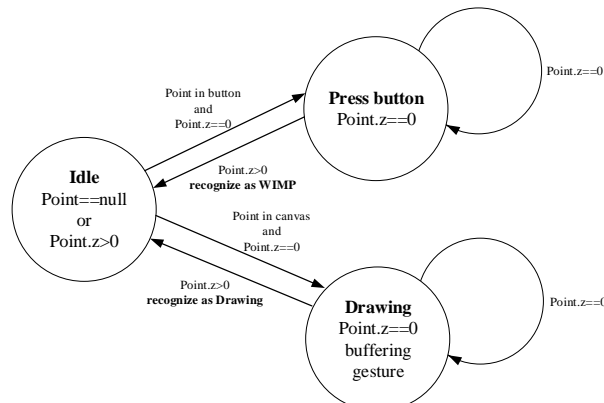 Point in button
and
Point.z==0
Press button
Point.z==0
Point.z==0
Idle
Point==null
or
Point.z>0
Point.z>0
recognize as WIMP
Point in canvas
and
Point.z==0
Point.z>0
recognize as Drawing
Drawing
Point.z==0
buffering
gesture
Point.z==0